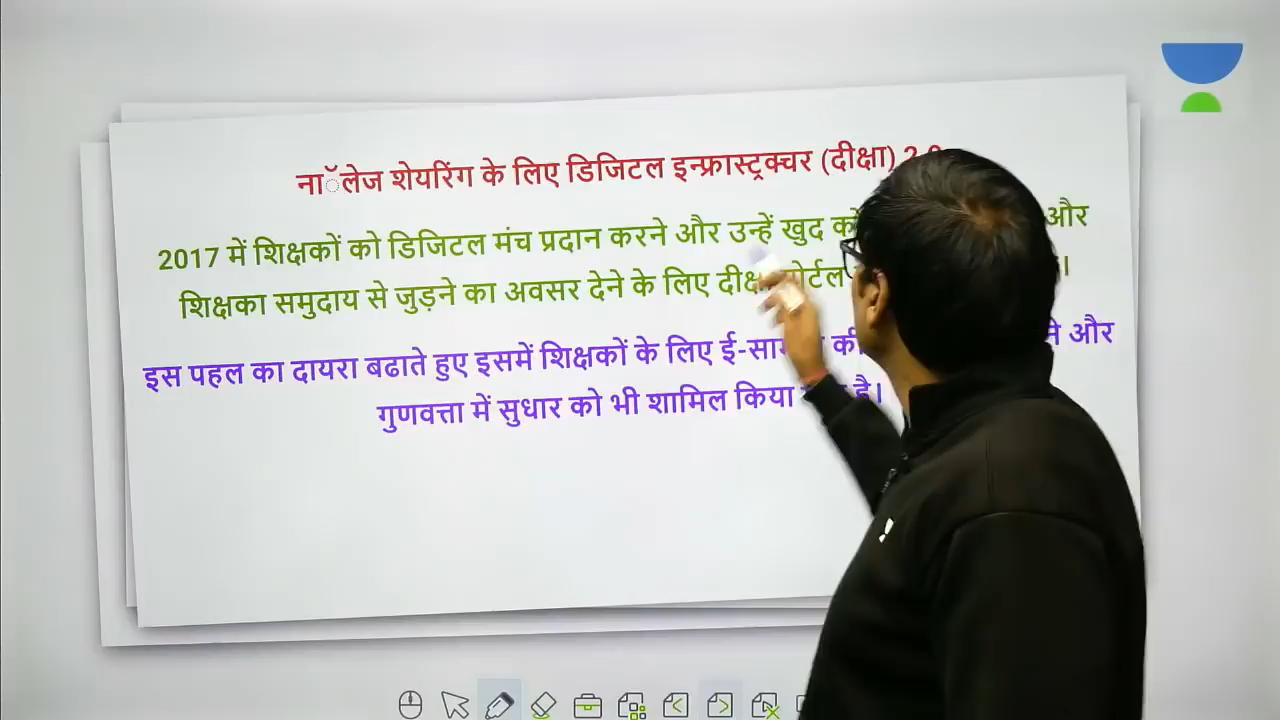 नाॅलेज शेयरिंग के लिए डिजिटल इन्फ्रास्ट्रक्चर (दीक्षा)
2017 में शिक्षकों को डिजिटल मंच प्रदान करने और उन्हें खुद को और
शिक्षका समुदाय से जुड़ने का अवसर देने के लिए दीक्षा पोर्टल
इस पहल का दायरा बढाते हुए इसमें शिक्षकों के लिए ई-सामग्री की और
गुणवत्ता में सुधार को भी शामिल किया है।